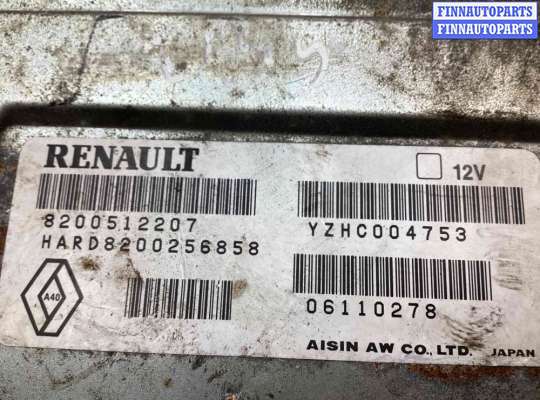 FINNAUTOPARTS
FINNAUTOPARTS
RENAULT
12V
8200512207
YZHC004753
HARD8200256858
A40
06110278
AISIN AW CO., LTD. JAPAN